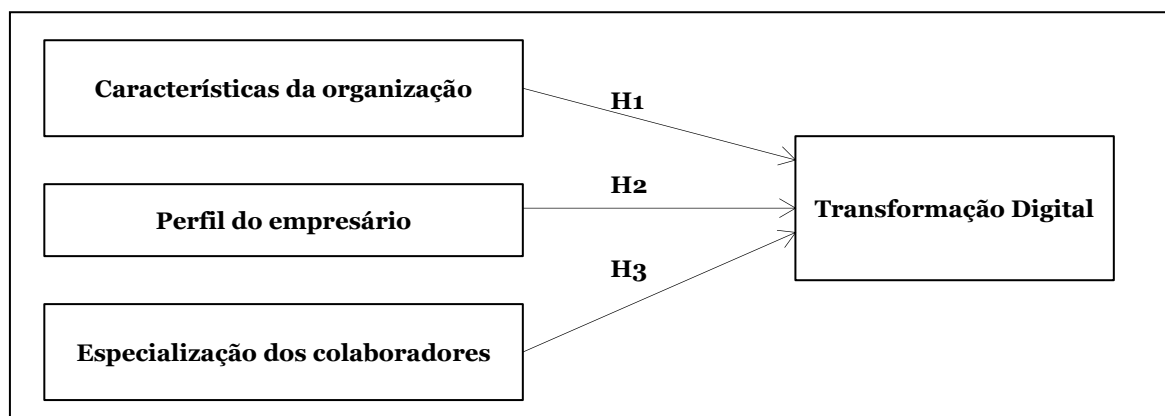 Características da organização
H1
H2
Perfil do empresário
Transformação Digital
H3
Especialização dos colaboradores